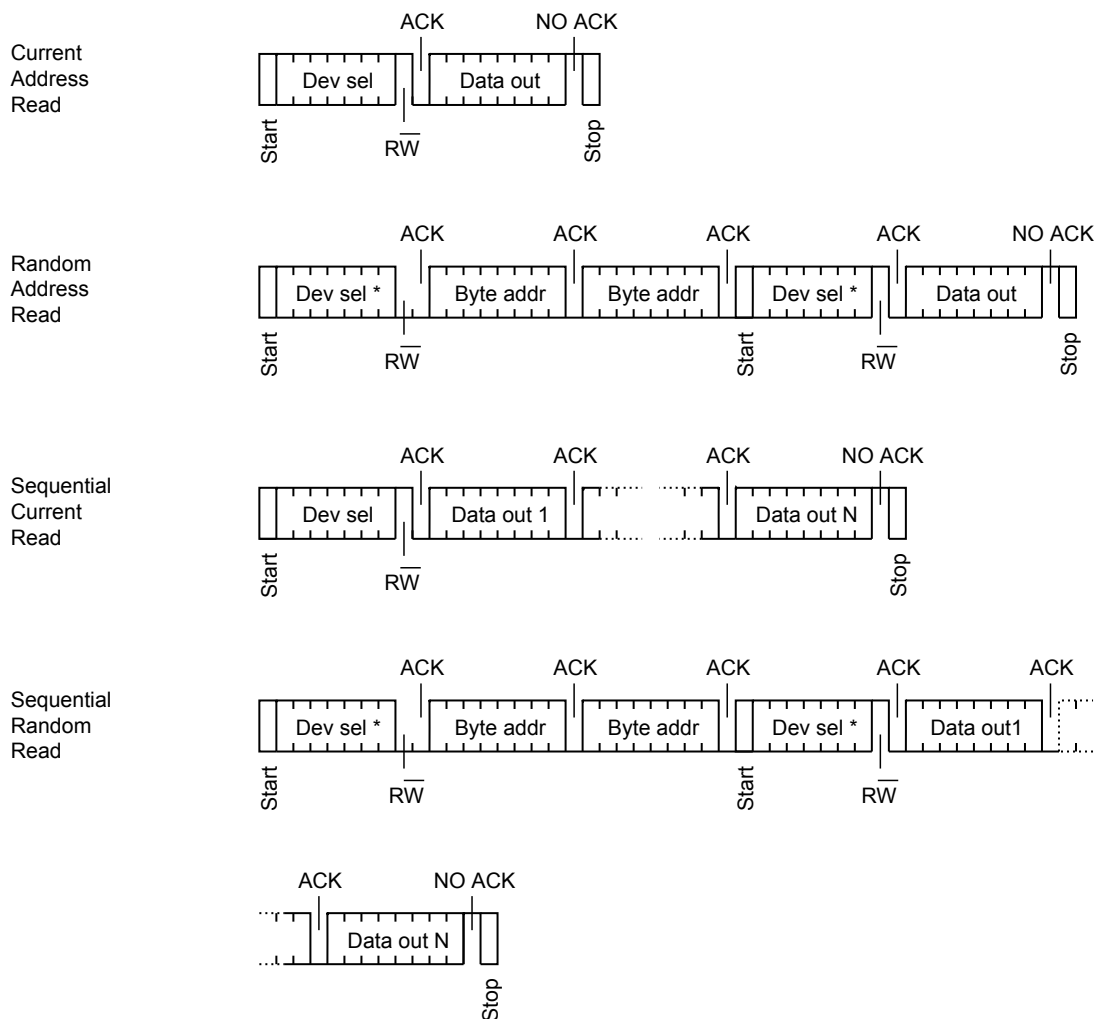 ACK NO ACK
Current
Address
Read
Dev sel Data out
Start RW̅ Stop
ACK ACK ACK ACK NO ACK
Random
Address
Read
Dev sel * Byte addr Byte addr Dev sel * Data out
Start RW̅ Start RW̅ Stop
ACK ACK ACK NO ACK
Sequential
Current
Read
Dev sel Data out 1 Data out N
Start RW̅ Stop
ACK ACK ACK ACK ACK
Sequential
Random
Read
Dev sel * Byte addr Byte addr Dev sel * Data out1
Start RW̅ Start RW̅
ACK NO ACK
Data out N
Stop